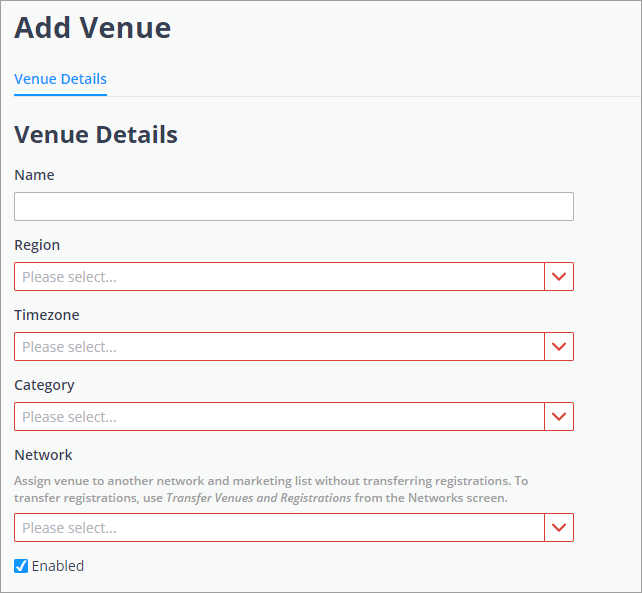 Add Venue
Venue Details
Venue Details
Name
Region
Please select...
Timezone
Please select...
Category
Please select...
Network
Assign venue to another network and marketing list without transferring registrations. To
transfer registrations, use Transfer Venues and Registrations from the Networks screen.
Please select...
Enabled